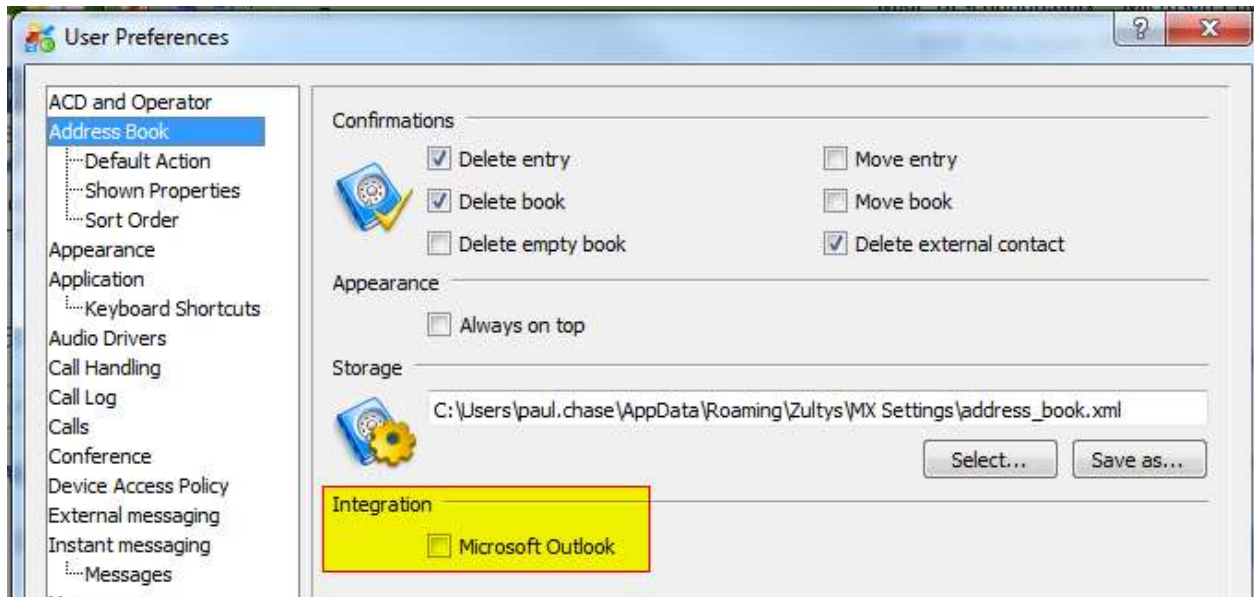 User Preferences
ACD and Operator
Address Book
Default Action
Shown Properties
Sort Order
Appearance
Application
Keyboard Shortcuts
Audio Drivers
Call Handling
Call Log
Calls
Conference
Device Access Policy
External messaging
Instant messaging
Messages
Confirmations
Delete entry
Move entry
Delete book
Move book
Delete empty book
Delete external contact
Appearance
Always on top
Storage
C:\Users\paul.chase\AppData\Roaming\Zultys\MX Settings\address_book.xml
Select... Save as...
Integration
Microsoft Outlook